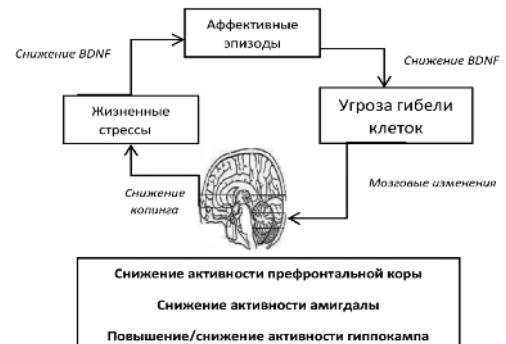 Аффективные
эпизоды
Снижение BDNF
Снижение BDNF
Жизненные
стрессы
Угроза гибели
клеток
Снижение
копинга
Мозговые изменения
Снижение активности префронтальной коры
Снижение активности амигдалы
Повышение/снижение активности гиппокампа